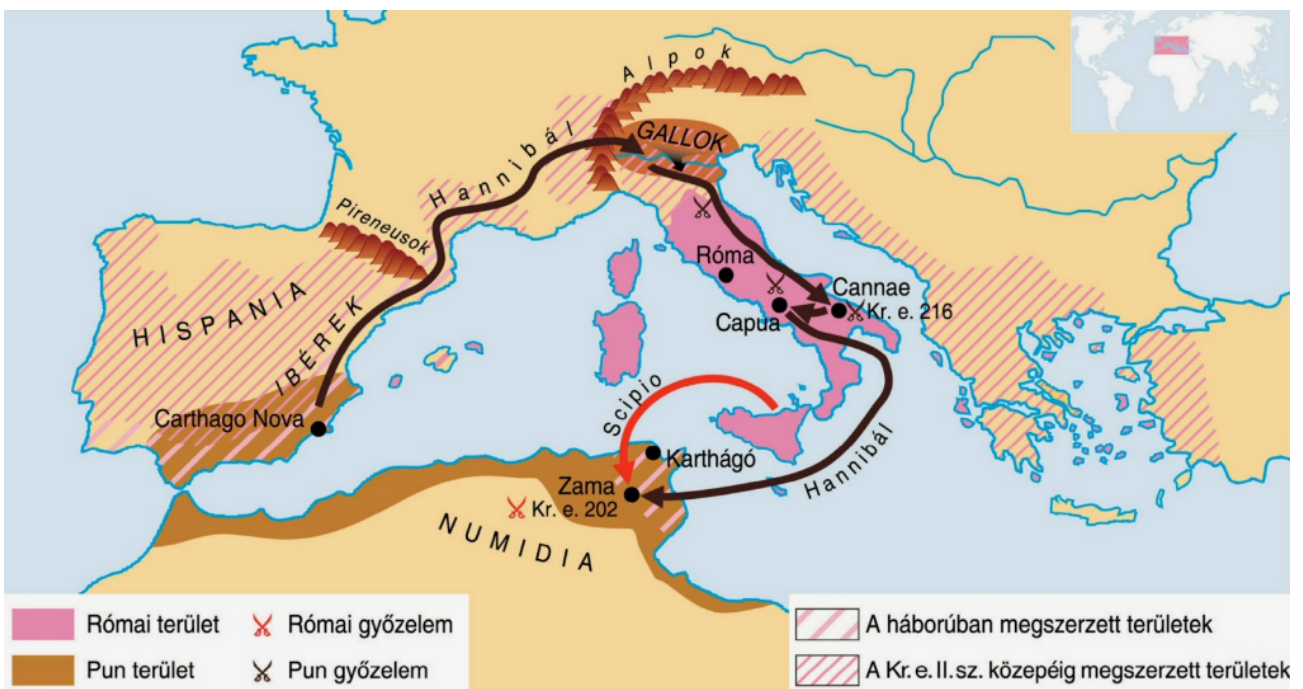 Alpok
GALLOK
Hannibál
Pireneusok
Róma
HISPANIA
Cannae
Kr. e. 216
Capua
IBÉREK
Scipio
Carthago Nova
Karthágó
Hannibál
Zama
Kr. e. 202
NUMIDIA
Római terület
Római győzelem
A háborúban megszerzett területek
Pun terület
Pun győzelem
A Kr. e. II. sz. közepéig megszerzett területek